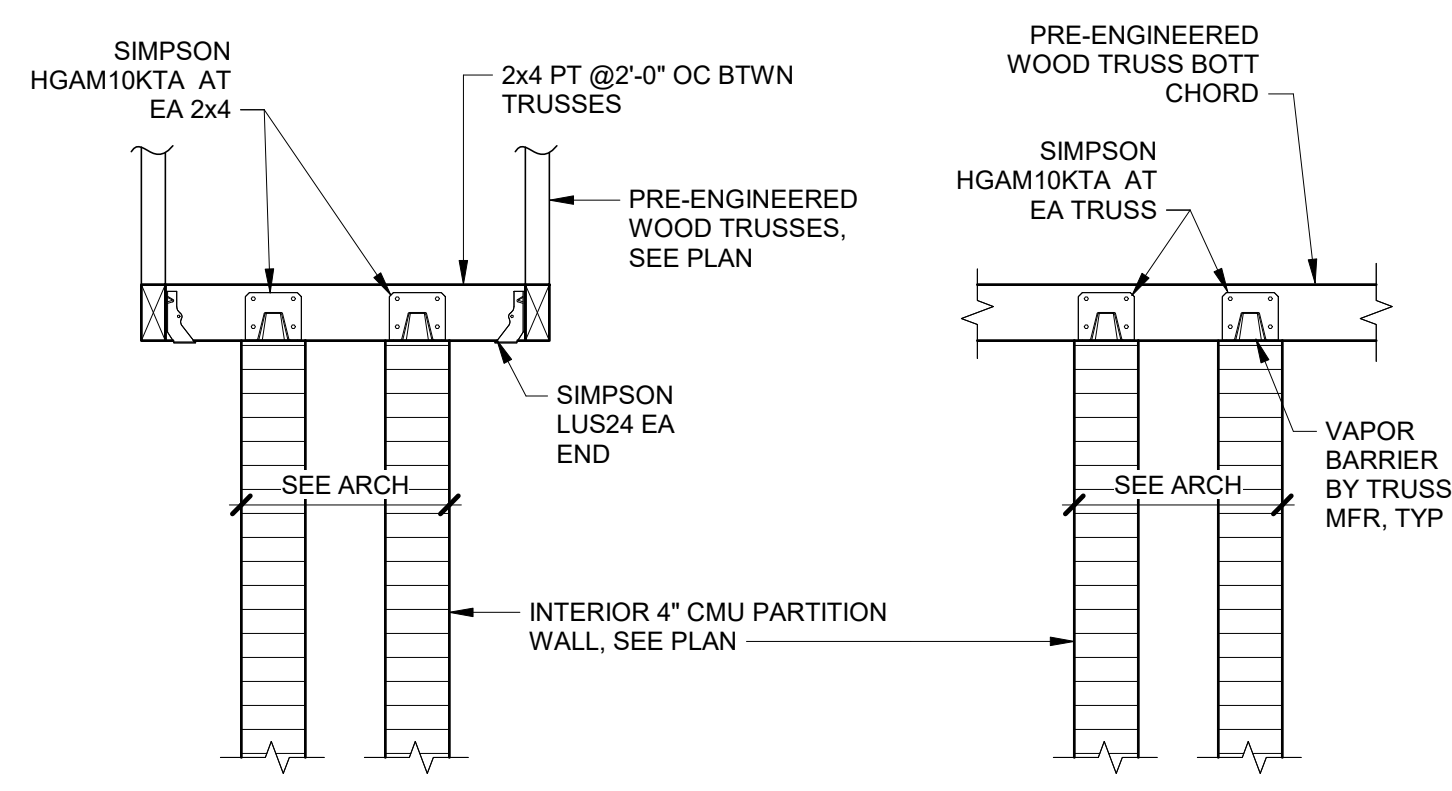 SIMPSON
HGAM10KTA AT
EA 2x4
2x4 PT @2'-0" OC BTWN
TRUSSES
PRE-ENGINEERED
WOOD TRUSSES,
SEE PLAN
SIMPSON
LUS24 EA
END
SEE ARCH
INTERIOR 4" CMU PARTITION
WALL, SEE PLAN
PRE-ENGINEERED
WOOD TRUSS BOTT
CHORD
SIMPSON
HGAM10KTA AT
EA TRUSS
VAPOR
BARRIER
BY TRUSS
MFR, TYP
SEE ARCH